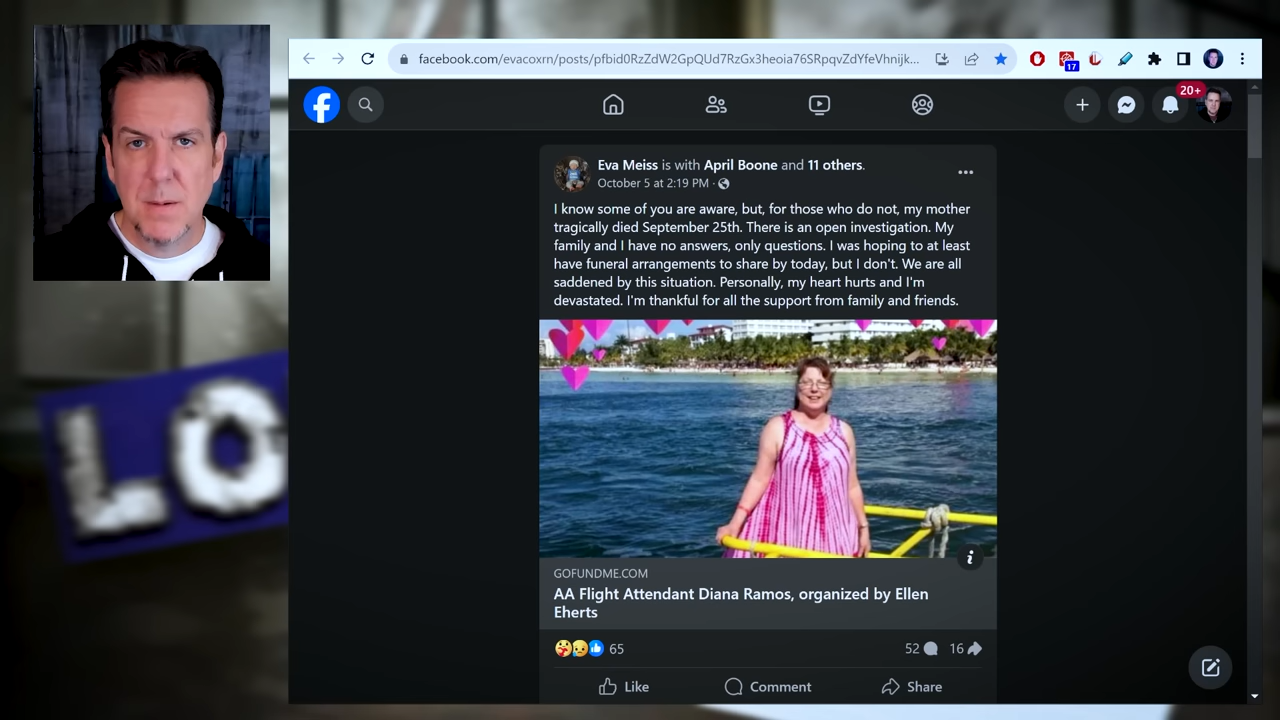 facebook.com/evacoxrn/posts/pfbid0RzZdW2GpQUd7RzGx3heoia76SRpqvZdYfeVhnijk...
17
20+
Eva Meiss is with April Boone and 11 others.
October 5 at 2:19 PM ·
I know some of you are aware, but, for those who do not, my mother
tragically died September 25th. There is an open investigation. My
family and I have no answers, only questions. I was hoping to at least
have funeral arrangements to share by today, but I don't. We are all
saddened by this situation. Personally, my heart hurts and I'm
devastated. I'm thankful for all the support from family and friends.
LO
GOFUNDME.COM
AA Flight Attendant Diana Ramos, organized by Ellen
Eherts
65
52
16
Like
Comment
Share